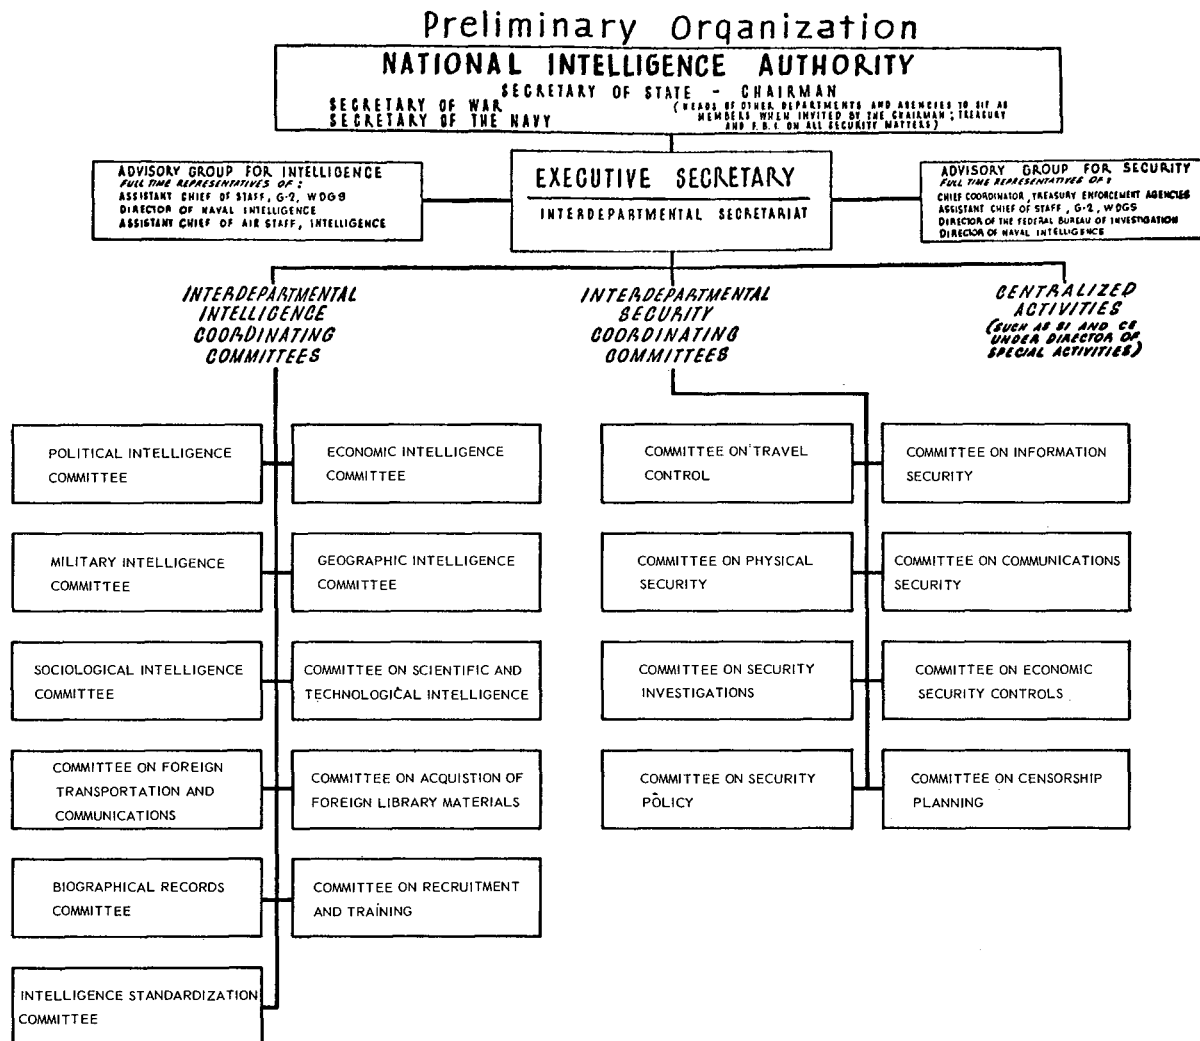 Preliminary Organization
NATIONAL INTELLIGENCE AUTHORITY
SECRETARY OF STATE - CHAIRMAN
SECRETARY OF WAR
SECRETARY OF THE NAVY
(HEADS OF OTHER DEPARTMENTS AND AGENCIES TO SIT AS
MEMBERS WHEN INVITED BY THE CHAIRMAN; TREASURY
AND F.B.I. ON ALL SECURITY MATTERS)
ADVISORY GROUP FOR INTELLIGENCE
FULL TIME REPRESENTATIVES OF:
ASSISTANT CHIEF OF STAFF, G-2, WDGS
DIRECTOR OF NAVAL INTELLIGENCE
ASSISTANT CHIEF OF AIR STAFF, INTELLIGENCE
EXECUTIVE SECRETARY
INTERDEPARTMENTAL SECRETARIAT
ADVISORY GROUP FOR SECURITY
FULL TIME REPRESENTATIVES OF:
CHIEF COORDINATOR, TREASURY ENFORCEMENT AGENCIES
ASSISTANT CHIEF OF STAFF, G-2, WDGS
DIRECTOR OF THE FEDERAL BUREAU OF INVESTIGATION
DIRECTOR OF NAVAL INTELLIGENCE
INTERDEPARTMENTAL
INTELLIGENCE
COORDINATING
COMMITTEES
INTERDEPARTMENTAL
SECURITY
COORDINATING
COMMITTEES
CENTRALIZED
ACTIVITIES
(SUCH AS SI AND CE
UNDER DIRECTOR OF
SPECIAL ACTIVITIES)
POLITICAL INTELLIGENCE
COMMITTEE
ECONOMIC INTELLIGENCE
COMMITTEE
MILITARY INTELLIGENCE
COMMITTEE
GEOGRAPHIC INTELLIGENCE
COMMITTEE
SOCIOLOGICAL INTELLIGENCE
COMMITTEE
COMMITTEE ON SCIENTIFIC AND
TECHNOLOGICAL INTELLIGENCE
COMMITTEE ON FOREIGN
TRANSPORTATION AND
COMMUNICATIONS
COMMITTEE ON ACQUISTION OF
FOREIGN LIBRARY MATERIALS
BIOGRAPHICAL RECORDS
COMMITTEE
COMMITTEE ON RECRUITMENT
AND TRAINING
INTELLIGENCE STANDARDIZATION
COMMITTEE
COMMITTEE ON TRAVEL
CONTROL
COMMITTEE ON INFORMATION
SECURITY
COMMITTEE ON PHYSICAL
SECURITY
COMMITTEE ON COMMUNICATIONS
SECURITY
COMMITTEE ON SECURITY
INVESTIGATIONS
COMMITTEE ON ECONOMIC
SECURITY CONTROLS
COMMITTEE ON SECURITY
POLICY
COMMITTEE ON CENSORSHIP
PLANNING